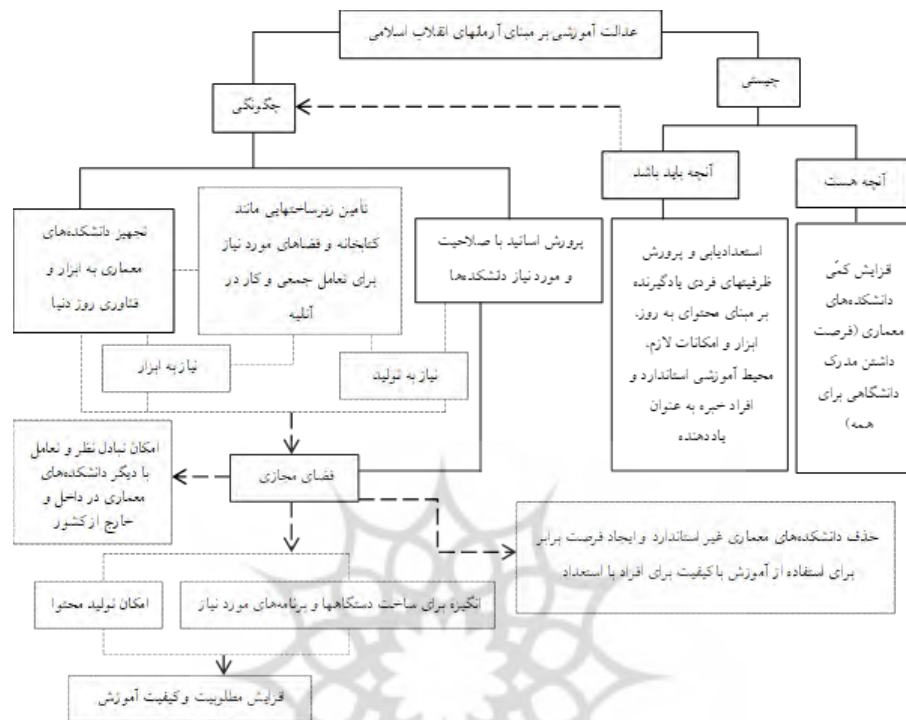 عدالت آموزشی بر مبنای آرمانهای انقلاب اسلامی
چیستی
چگونگی
آنچه هست
آنچه باید باشد
افزایش کمّی
دانشکده‌های
معماری (فرصت
داشتن مدرک
دانشگاهی برای
همه)
استعدادیابی و پرورش
ظرفیتهای فردی یادگیرنده
بر مبنای محتوای به روز،
ابزار و امکانات لازم،
محیط آموزشی استاندارد و
افراد خبره به عنوان
یاددهنده
پرورش اساتید با صلاحیت
و مورد نیاز دانشکده‌ها
تأمین زیرساختهایی مانند
کتابخانه و فضاهای مورد نیاز
برای تعامل جمعی و کار در
آتلیه
تجهیز دانشکده‌های
معماری به ابزار و
فناوری روز دنیا
نیاز به تولید
نیاز به ابزار
فضای مجازی
امکان تبادل نظر و تعامل
با دیگر دانشکده‌های
معماری در داخل و
خارج از کشور
حذف دانشکده‌های معماری غیر استاندارد و ایجاد فرصت برابر
برای استفاده از آموزش با کیفیت برای افراد با استعداد
انگیزه برای ساخت دستگاهها و برنامه‌های مورد نیاز
امکان تولید محتوا
افزایش مطلوبیت و کیفیت آموزش